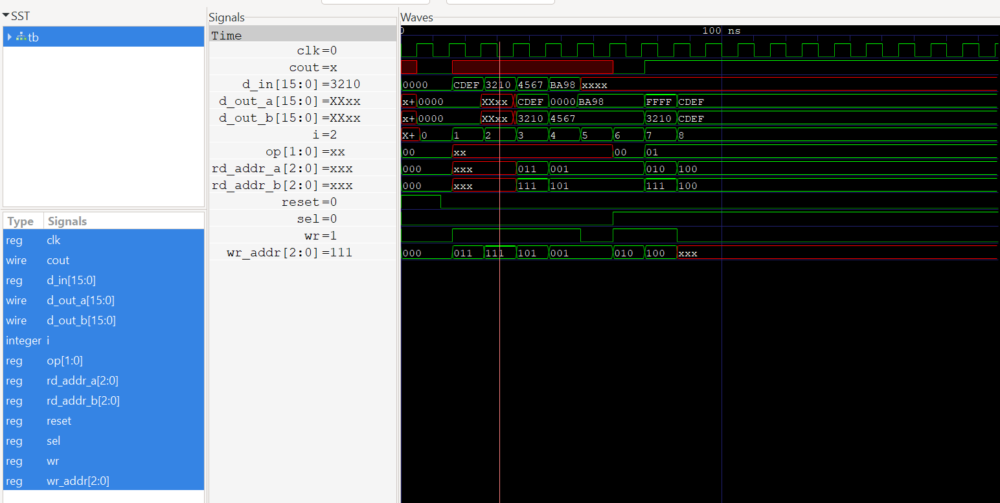 SST
tb
Type Signals
reg clk
wire cout
reg d_in[15:0]
wire d_out_a[15:0]
wire d_out_b[15:0]
integer i
reg op[1:0]
reg rd_addr_a[2:0]
reg rd_addr_b[2:0]
reg reset
reg sel
reg wr
reg wr_addr[2:0]
Signals
Time
clk=0
cout=x
d_in[15:0]=3210
d_out_a[15:0]=XXxx
d_out_b[15:0]=XXxx
i=2
op[1:0]=xx
rd_addr_a[2:0]=xxx
rd_addr_b[2:0]=xxx
reset=0
sel=0
wr=1
wr_addr[2:0]=111
Waves
0 100 ns
0000 CDEF 3210 4567 BA98 xxxx
x+ 0000 XXxx CDEF 0000 BA98 FFFF CDEF
x+ 0000 XXxx 3210 4567 3210 CDEF
X+ 0 1 2 3 4 5 6 7 8
00 xx 00 01
000 xxx 011 001 010 100
000 xxx 111 101 111 100
000 011 111 101 001 010 100 xxx